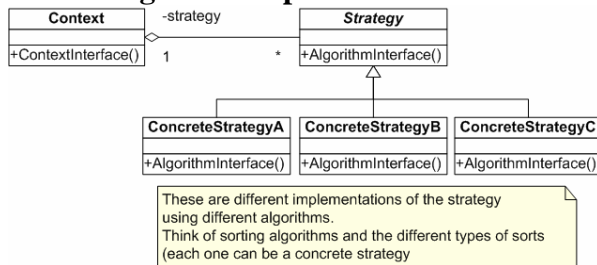 Context
-strategy
Strategy
+ContextInterface()
1
*
+AlgorithmInterface()
ConcreteStrategyA
ConcreteStrategyB
ConcreteStrategyC
+AlgorithmInterface()
+AlgorithmInterface()
+AlgorithmInterface()
These are different implementations of the strategy
using different algorithms.
Think of sorting algorithms and the different types of sorts
(each one can be a concrete strategy